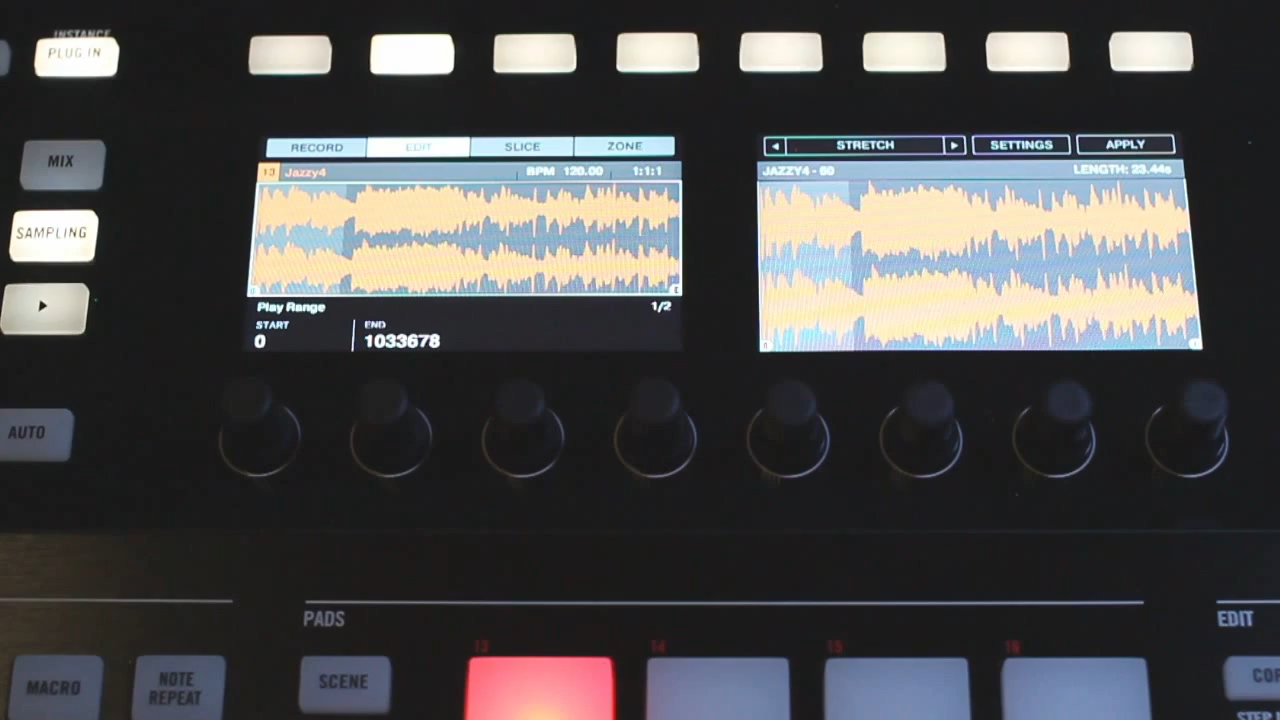 INSTANCE
PLUG-IN
MIX
SAMPLING
AUTO
RECORD EDIT SLICE ZONE
13 Jazzy4 BPM 120.00 1:1:1
Play Range 1/2
START END
0 1033678
STRETCH SETTINGS APPLY
JAZZY4 - 60 LENGTH: 23.44s
PADS
EDIT
13 14 15 16
MACRO
NOTE
REPEAT
SCENE